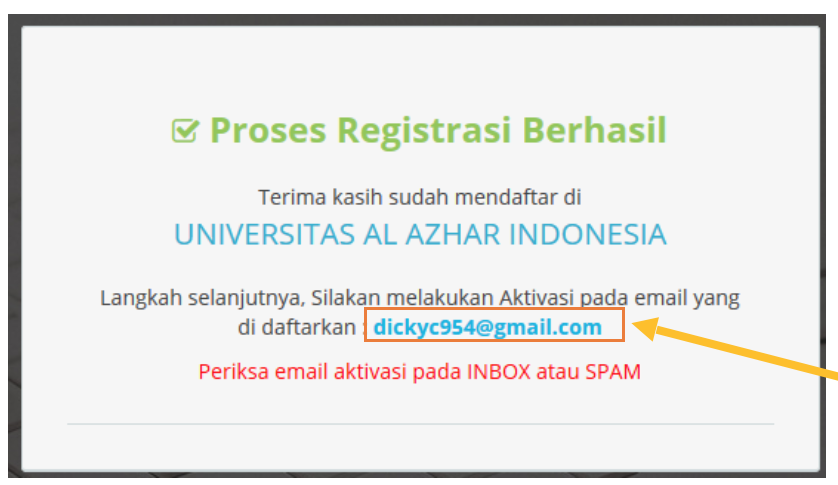 Proses Registrasi Berhasil
Terima kasih sudah mendaftar di
UNIVERSITAS AL AZHAR INDONESIA
Langkah selanjutnya, Silakan melakukan Aktivasi pada email yang
di daftarkan : dickyc954@gmail.com
Periksa email aktivasi pada INBOX atau SPAM